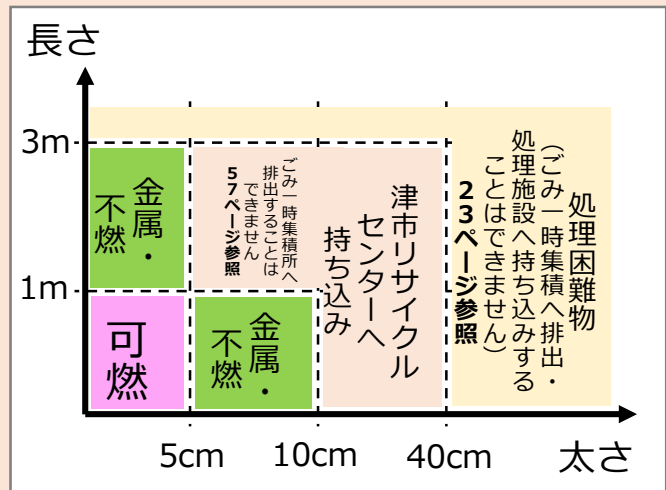 長さ
3m
1m
金属・
不燃
可燃
金属・
不燃
ごみ一時集積所へ
排出することは
できません
57ページ参照
津市リサイクル
センターへ
持ち込み
処理困難物
(ごみ一時集積へ排出・
処理施設へ持ち込みする
ことはできません)
23ページ参照
5cm
10cm
40cm
太さ